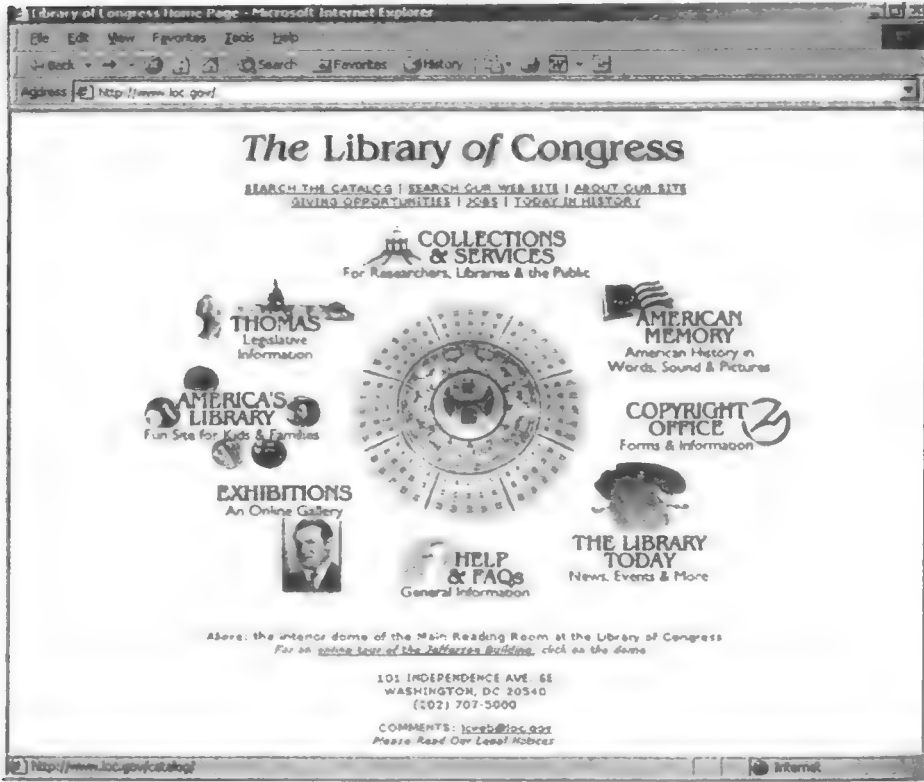 Library of Congress Home Page - Microsoft Internet Explorer
File Edit View Favorites Tools Help
Back Search Favorites History
Address http://www.loc.gov/
The Library of Congress
SEARCH THE CATALOG | SEARCH OUR WEB SITE | ABOUT OUR SITE
GIVING OPPORTUNITIES | JOBS | TODAY IN HISTORY
COLLECTIONS
& SERVICES
For Researchers, Libraries & the Public
THOMAS
Legislative
Information
AMERICAN
MEMORY
American History in
Words, Sound & Pictures
AMERICA'S
LIBRARY
Fun Site for Kids & Families
COPYRIGHT
OFFICE
Forms & Information
EXHIBITIONS
An Online Gallery
THE LIBRARY
TODAY
News, Events & More
HELP
& FAQs
General Information
Above: the interior dome of the Main Reading Room at the Library of Congress
For an online tour of the Jefferson Building, click on the dome
101 INDEPENDENCE AVE. SE
WASHINGTON, DC 20540
(202) 707-5000
COMMENTS: lcweb@loc.gov
Please Read Our Legal Notices
http://www.loc.gov/catalog/
Internet